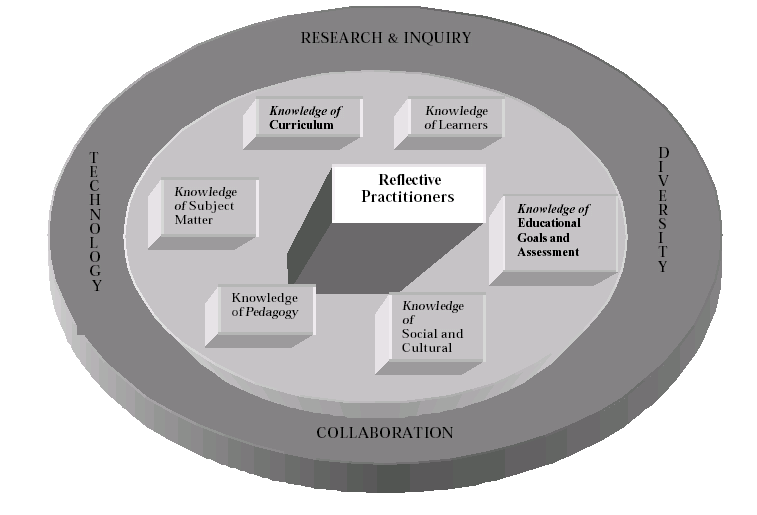 RESEARCH & INQUIRY
Knowledge of
Curriculum
Knowledge
of Learners
TECHNOLOGY
DIVERSITY
Reflective
Practitioners
Knowledge
of Subject
Matter
Knowledge of
Educational
Goals and
Assessment
Knowledge
of Pedagogy
Knowledge
of
Social and
Cultural
COLLABORATION